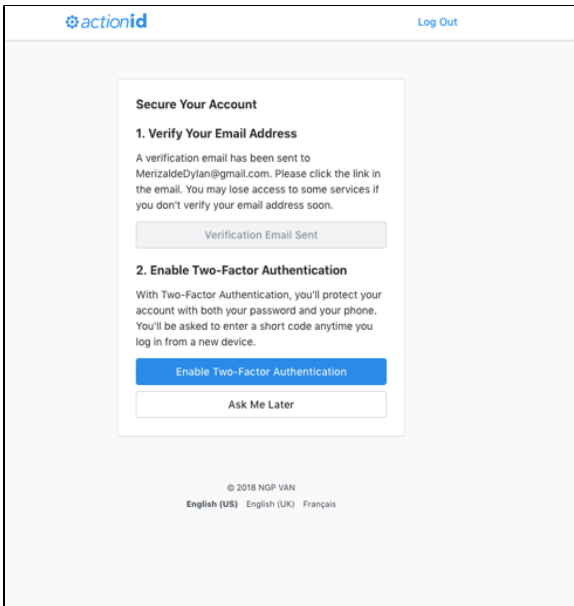 actionid
Log Out
Secure Your Account
1. Verify Your Email Address
A verification email has been sent to
MerizaldeDylan@gmail.com. Please click the link in
the email. You may lose access to some services if
you don't verify your email address soon.
Verification Email Sent
2. Enable Two-Factor Authentication
With Two-Factor Authentication, you'll protect your
account with both your password and your phone.
You'll be asked to enter a short code anytime you
log in from a new device.
Enable Two-Factor Authentication
Ask Me Later
© 2018 NGP VAN
English (US) English (UK) Français